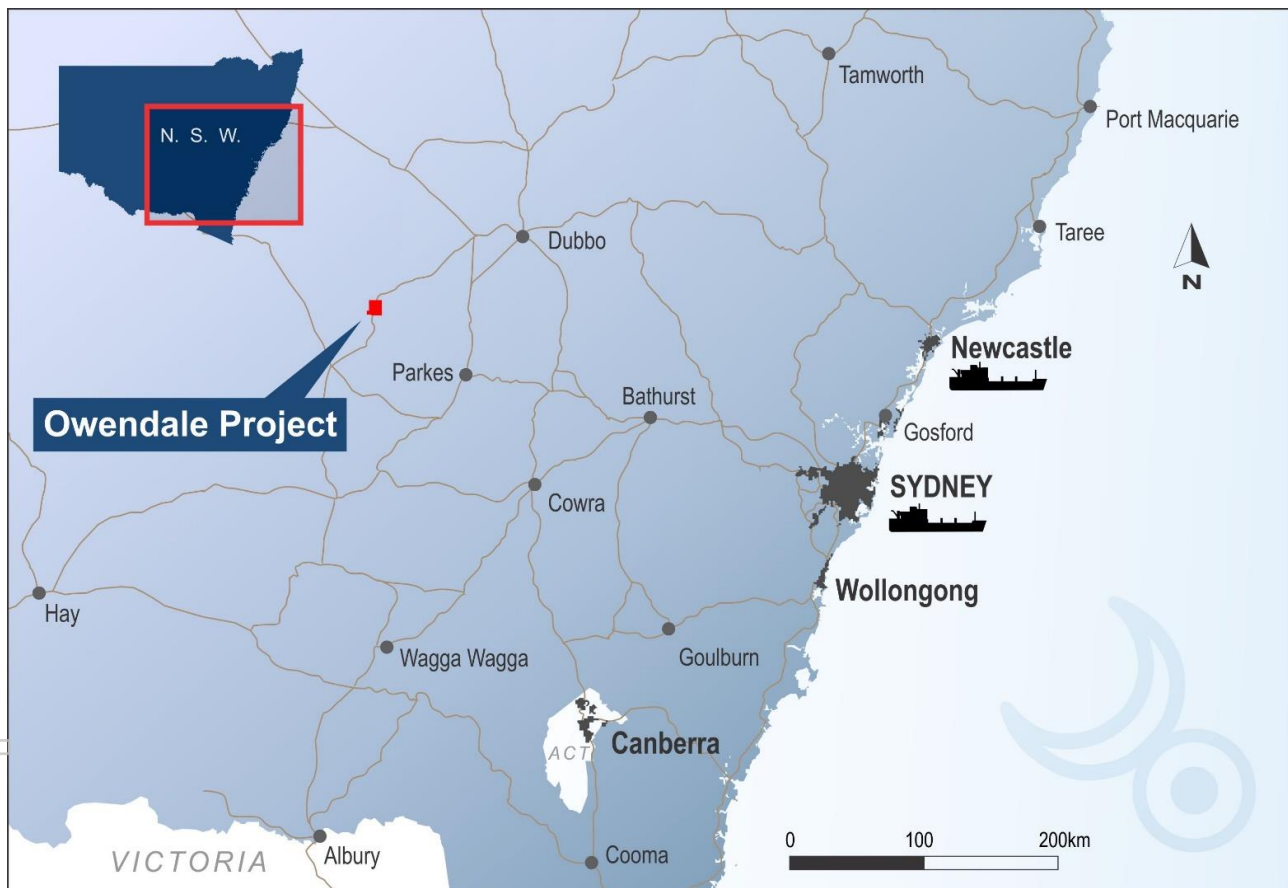 N. S. W.
Tamworth
Port Macquarie
Taree
Dubbo
N
Newcastle
Parkes
Owendale Project
Bathurst
Gosford
SYDNEY
Cowra
Wollongong
Hay
Wagga Wagga
Goulburn
Canberra
ACT
VICTORIA
Albury
Cooma
0 100 200km